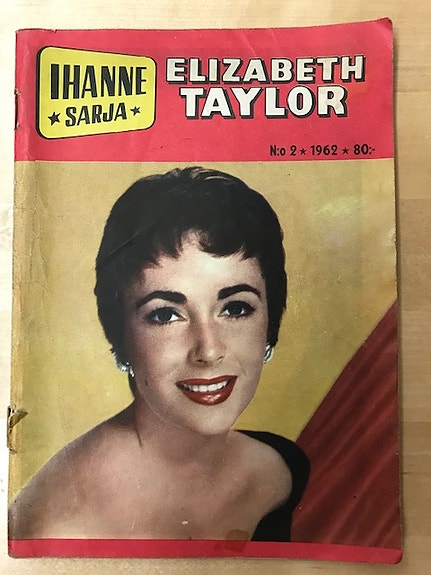 IHANNE
★ SARJA ★
ELIZABETH
TAYLOR
N:o 2 ★ 1962 ★ 80:-